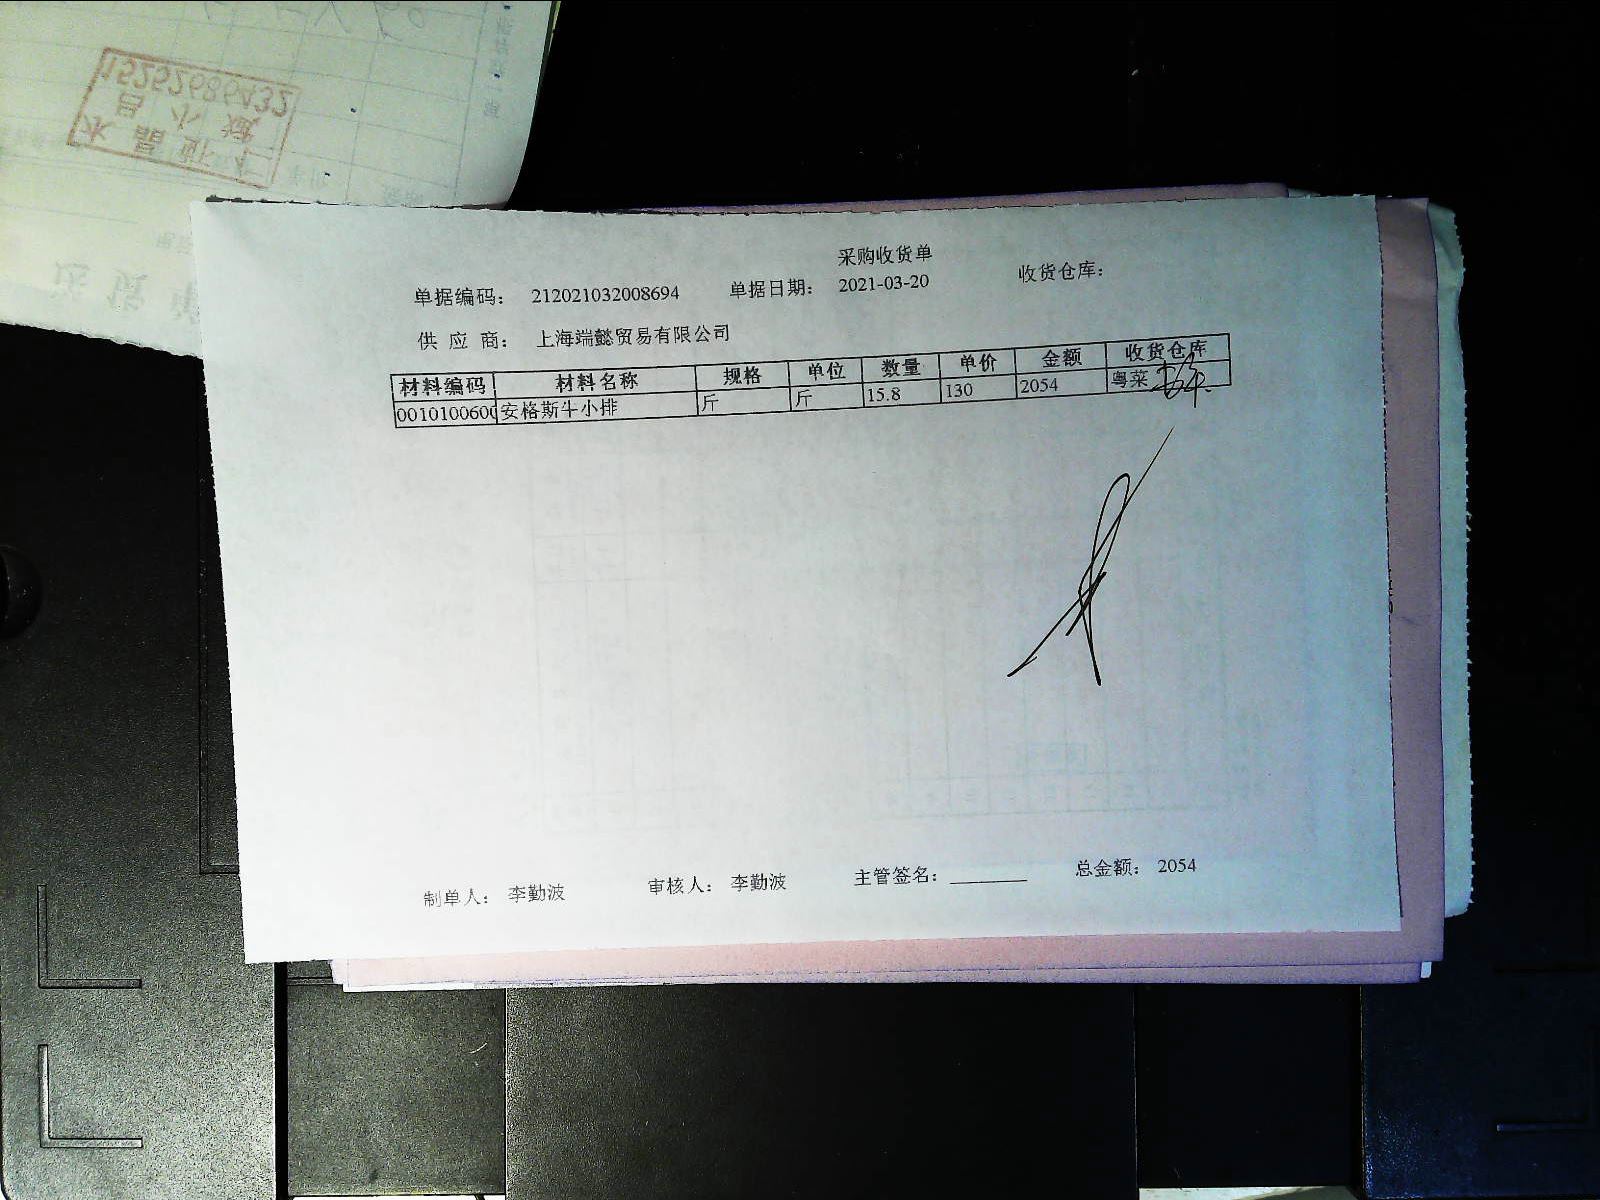 采购收货单
单据编码： 212021032008694 单据日期： 2021-03-20 收货仓库：
供 应 商： 上海端懿贸易有限公司
材料编码 材料名称 规格 单位 数量 单价 金额 收货仓库
001010060 安格斯牛小排 斤 斤 15.8 130 2054 粤菜
制单人： 李勤波 审核人： 李勤波 主管签名：________ 总金额： 2054
15252686432